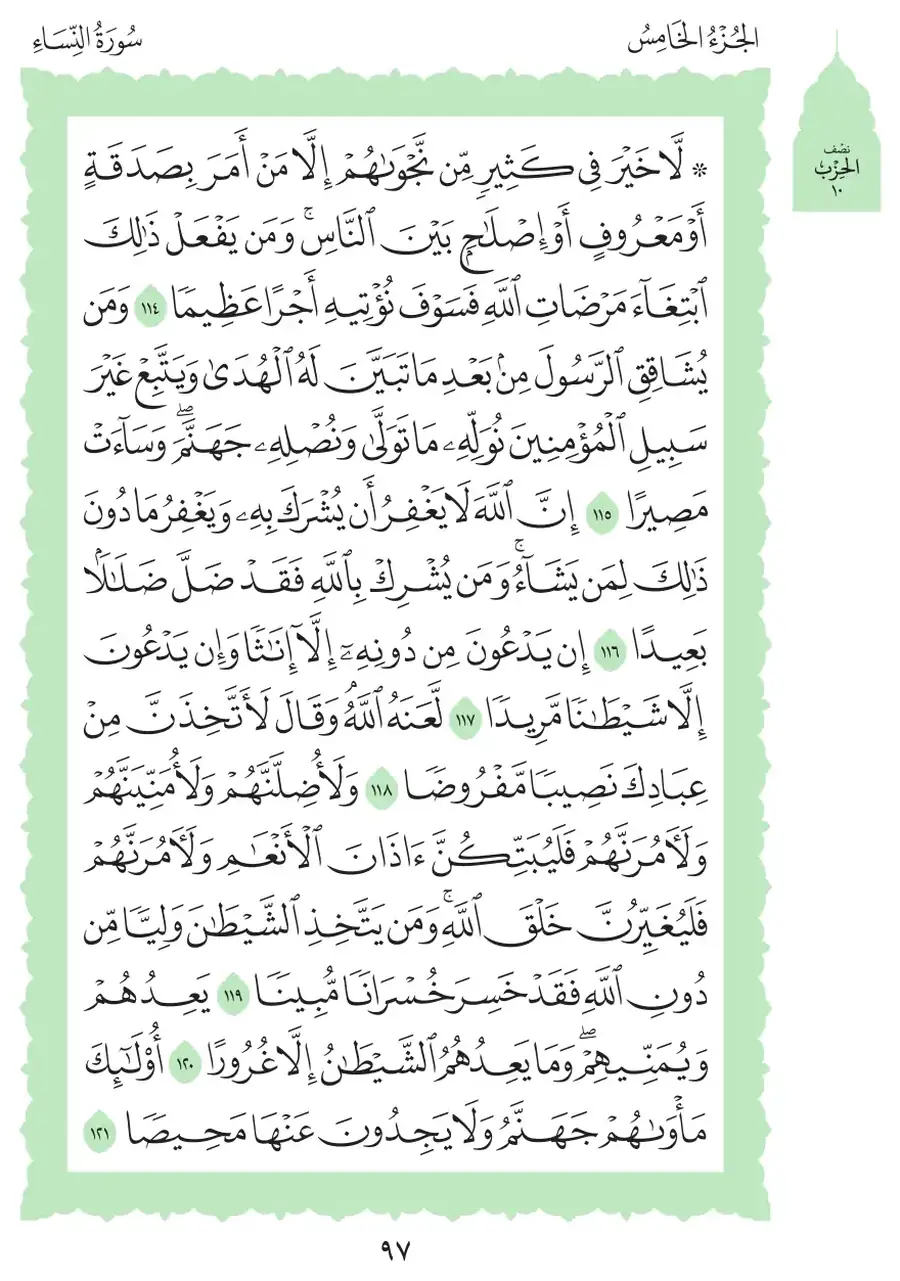 الجُزْءُ الخَامِسُ
سُورَةُ النِّسَاءِ
نصف
الحِزْب
١٠
* لَّا خَيْرَ فِي كَثِيرٖ مِّن نَّجۡوَىٰهُمۡ إِلَّا مَنۡ أَمَرَ بِصَدَقَةٍ
أَوۡ مَعۡرُوفٍ أَوۡ إِصۡلَٰحِۭ بَيۡنَ ٱلنَّاسِۚ وَمَن يَفۡعَلۡ ذَٰلِكَ
ٱبۡتِغَآءَ مَرۡضَاتِ ٱللَّهِ فَسَوۡفَ نُؤۡتِيهِ أَجۡرًا عَظِيمٗا ١١٤ وَمَن
يُشَاقِقِ ٱلرَّسُولَ مِنۢ بَعۡدِ مَا تَبَيَّنَ لَهُ ٱلۡهُدَىٰ وَيَتَّبِعۡ غَيۡرَ
سَبِيلِ ٱلۡمُؤۡمِنِينَ نُوَلِّهِۦ مَا تَوَلَّىٰ وَنُصۡلِهِۦ جَهَنَّمَۖ وَسَآءَتۡ
مَصِيرًا ١١٥ إِنَّ ٱللَّهَ لَا يَغۡفِرُ أَن يُشۡرَكَ بِهِۦ وَيَغۡفِرُ مَا دُونَ
ذَٰلِكَ لِمَن يَشَآءُۚ وَمَن يُشۡرِكۡ بِٱللَّهِ فَقَدۡ ضَلَّ ضَلَٰلَۢا
بَعِيدًا ١١٦ إِن يَدۡعُونَ مِن دُونِهِۦٓ إِلَّآ إِنَٰثٗا وَإِن يَدۡعُونَ
إِلَّا شَيۡطَٰنٗا مَّرِيدٗا ١١٧ لَّعَنَهُ ٱللَّهُۘ وَقَالَ لَأَتَّخِذَنَّ مِنۡ
عِبَادِكَ نَصِيبٗا مَّفۡرُوضٗا ١١٨ وَلَأُضِلَّنَّهُمۡ وَلَأُمَنِّيَنَّهُمۡ
وَلَأٓمُرَنَّهُمۡ فَلَيُبَتِّكُنَّ ءَاذَانَ ٱلۡأَنۡعَٰمِ وَلَأٓمُرَنَّهُمۡ
فَلَيُغَيِّرُنَّ خَلۡقَ ٱللَّهِۚ وَمَن يَتَّخِذِ ٱلشَّيۡطَٰنَ وَلِيّٗا مِّن
دُونِ ٱللَّهِ فَقَدۡ خَسِرَ خُسۡرَانٗا مُّبِينٗا ١١٩ يَعِدُهُمۡ
وَيُمَنِّيهِمۡۖ وَمَا يَعِدُهُمُ ٱلشَّيۡطَٰنُ إِلَّا غُرُورًا ١٢٠ أُوْلَٰٓئِكَ
مَأۡوَىٰهُمۡ جَهَنَّمُ وَلَا يَجِدُونَ عَنۡهَا مَحِيصٗا ١٢١
٩٧